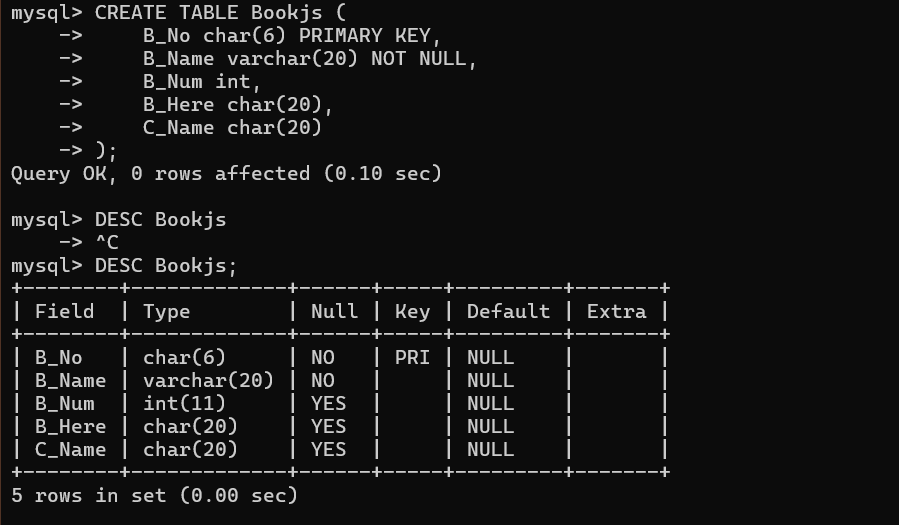 mysql> CREATE TABLE Bookjs (
    ->     B_No char(6) PRIMARY KEY,
    ->     B_Name varchar(20) NOT NULL,
    ->     B_Num int,
    ->     B_Here char(20),
    ->     C_Name char(20)
    -> );
Query OK, 0 rows affected (0.10 sec)

mysql> DESC Bookjs
    -> ^C
mysql> DESC Bookjs;
+--------+-------------+------+-----+---------+-------+
| Field  | Type        | Null | Key | Default | Extra |
+--------+-------------+------+-----+---------+-------+
| B_No   | char(6)     | NO   | PRI | NULL    |       |
| B_Name | varchar(20) | NO   |     | NULL    |       |
| B_Num  | int(11)     | YES  |     | NULL    |       |
| B_Here | char(20)    | YES  |     | NULL    |       |
| C_Name | char(20)    | YES  |     | NULL    |       |
+--------+-------------+------+-----+---------+-------+
5 rows in set (0.00 sec)